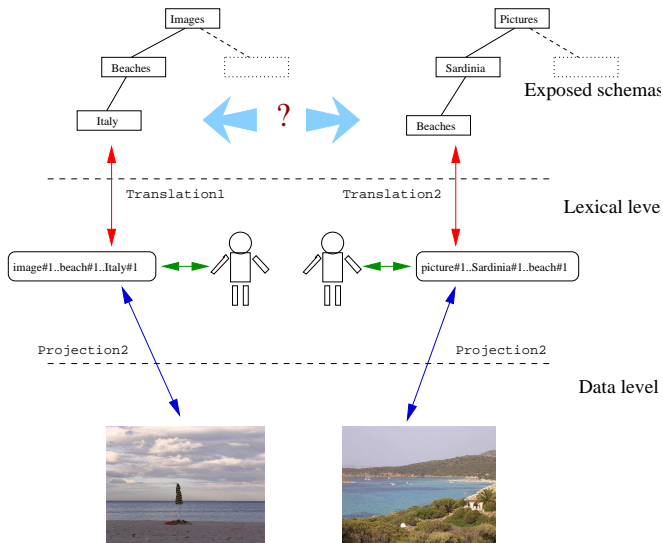 Images
Pictures
Beaches
Sardinia
Exposed schemas
Italy
?
Beaches
Translation1
Translation2
Lexical level
image#1..beach#1..Italy#1
picture#1..Sardinia#1..beach#1
Projection2
Projection2
Data level